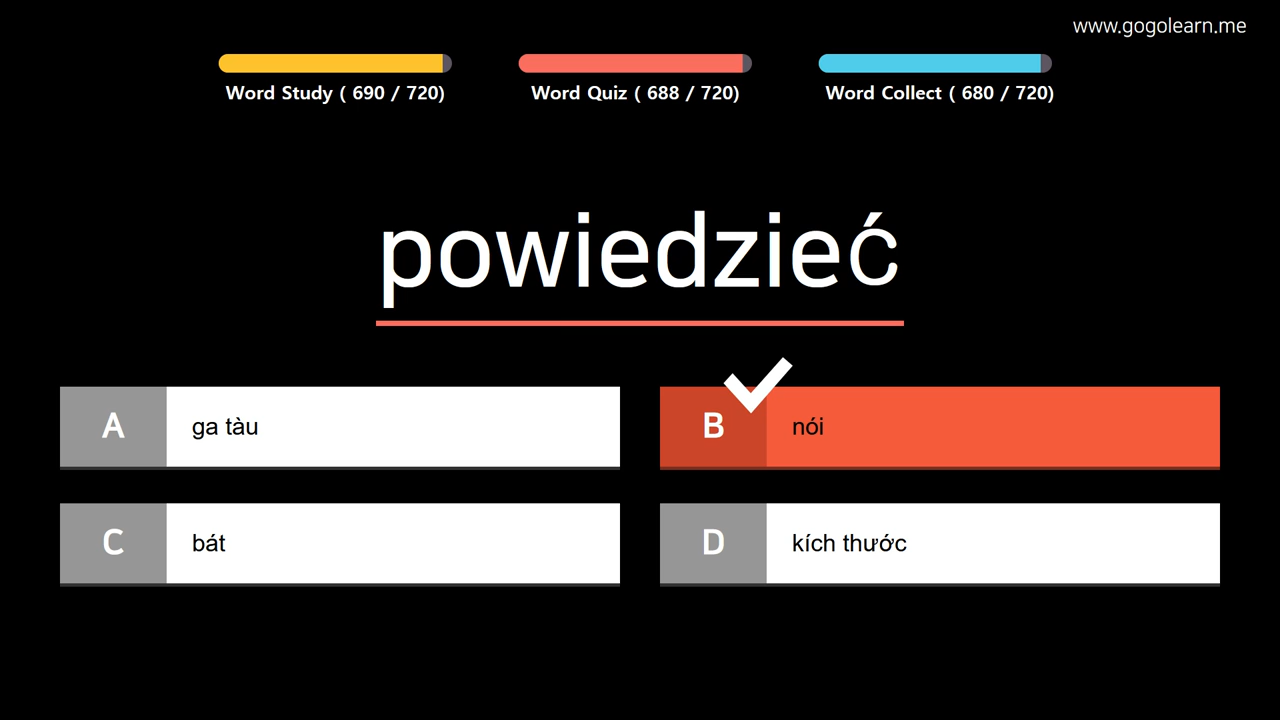 www.gogolearn.me
Word Study ( 690 / 720)
Word Quiz ( 688 / 720)
Word Collect ( 680 / 720)
powiedzieć
A ga tàu
B nói
C bát
D kích thước